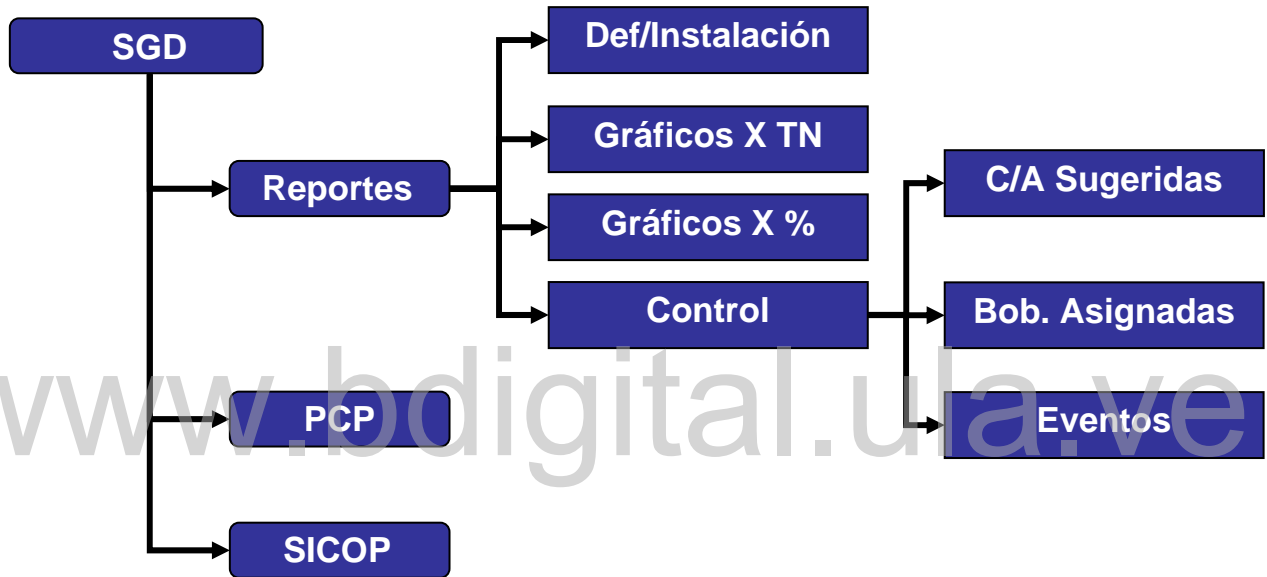 SGD
Def/Instalación
Gráficos X TN
Reportes
C/A Sugeridas
Gráficos X %
Control
Bob. Asignadas
www.bdigital.ula.ve
PCP
Eventos
SICOP